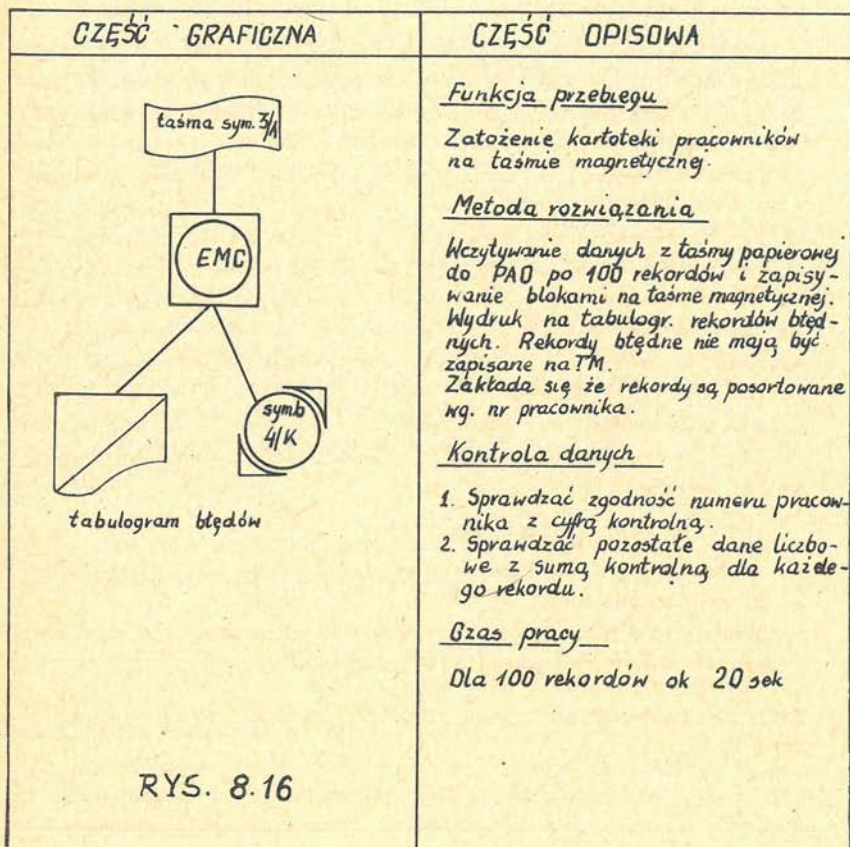 CZĘŚĆ GRAFICZNA
taśma sym. 3/1
EMC
symb
4/K
tabulogram błędów
RYS. 8.16
CZĘŚĆ OPISOWA
Funkcja przebiegu
Założenie kartoteki pracowników
na taśmie magnetycznej.
Metoda rozwiązania
Wczytywanie danych z taśmy papierowej
do PAO po 100 rekordów i zapisy-
wanie blokami na taśme magnetycznej.
Wydruk na tabulogr. rekordów błęd-
nych. Rekordy błędne nie mają być
zapisane na TM.
Zakłada się że rekordy są posortowane
wg. nr pracownika.
Kontrola danych
1. Sprawdzać zgodność numeru pracow-
nika z cyfrą kontrolną.
2. Sprawdzać pozostałe dane liczbo-
we z sumą kontrolną dla każde-
go rekordu.
Czas pracy
Dla 100 rekordów ok 20 sek